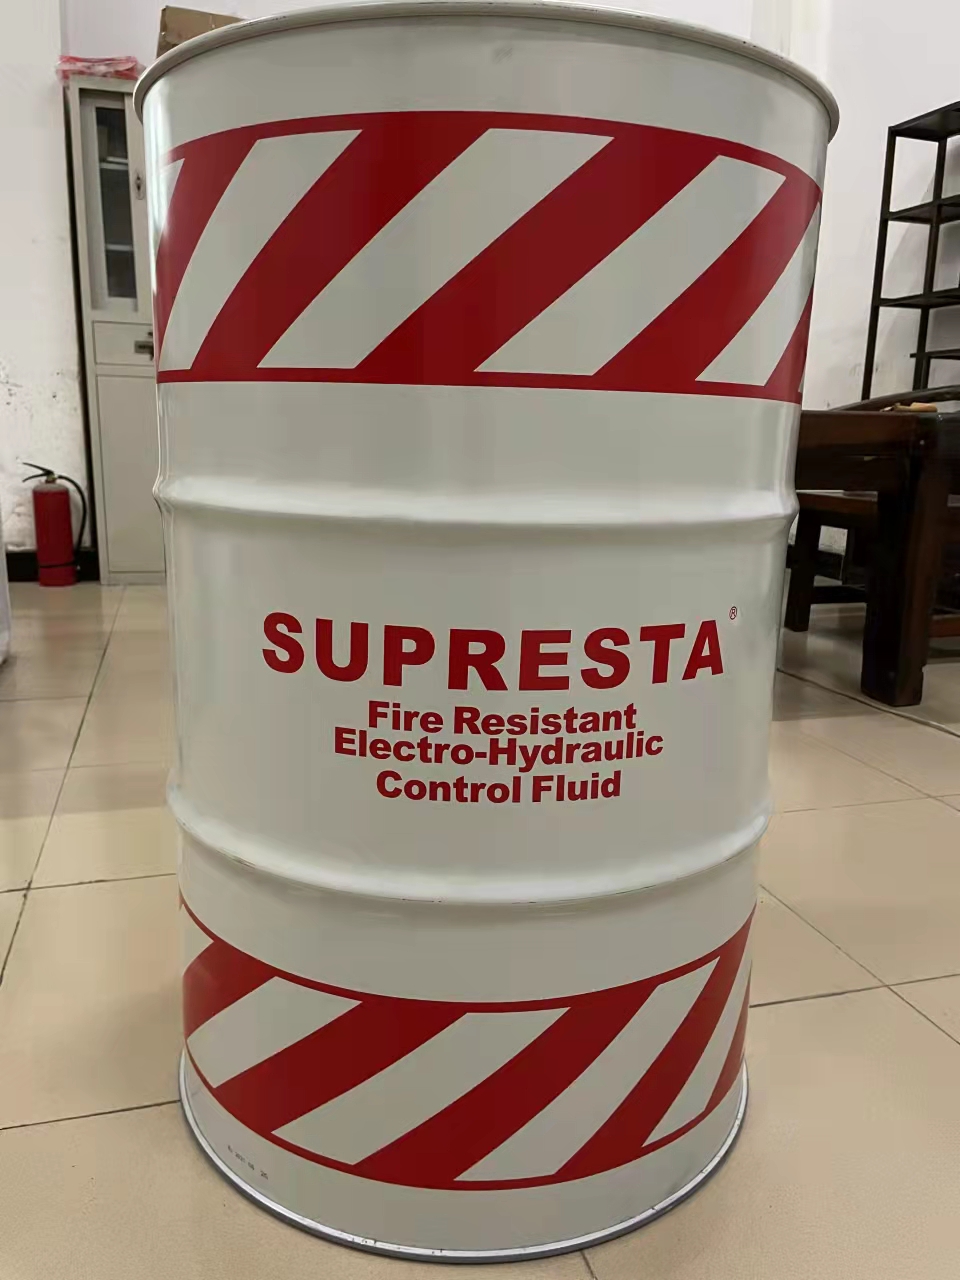 SUPRESTA®
Fire Resistant
Electro-Hydraulic
Control Fluid